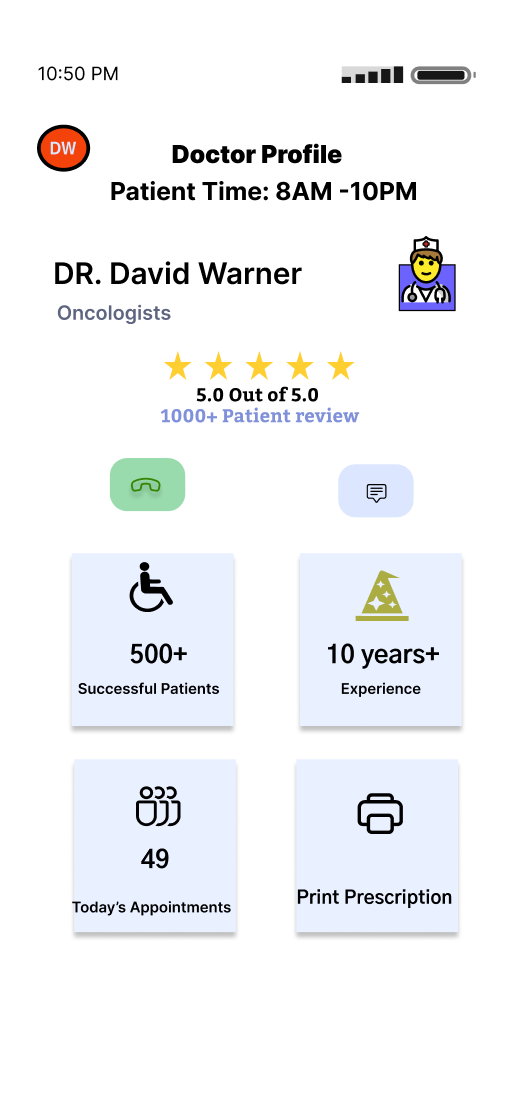 10:50 PM
DW
Doctor Profile
Patient Time: 8AM -10PM
DR. David Warner
Oncologists
5.0 Out of 5.0
1000+ Patient review
500+
Successful Patients
10 years+
Experience
49
Today’s Appointments
Print Prescription